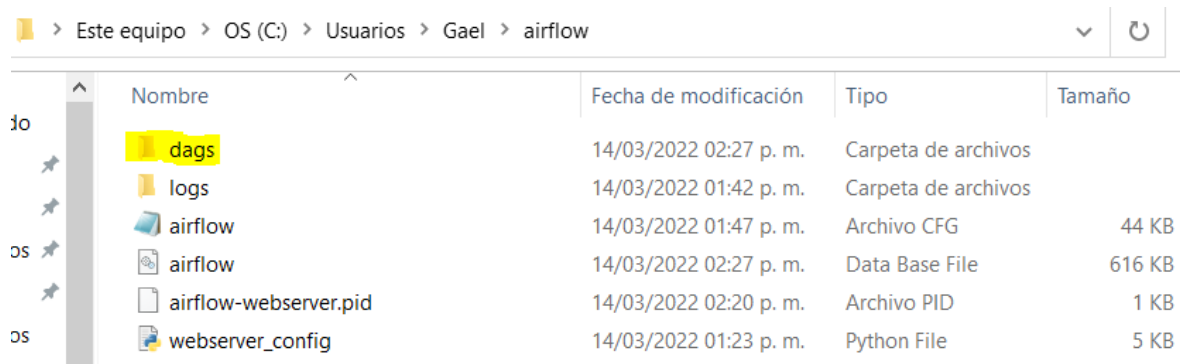 Este equipo > OS (C:) > Usuarios > Gael > airflow
Nombre Fecha de modificación Tipo Tamaño
do
dags 14/03/2022 02:27 p. m. Carpeta de archivos
logs 14/03/2022 01:42 p. m. Carpeta de archivos
airflow 14/03/2022 01:47 p. m. Archivo CFG 44 KB
os
airflow 14/03/2022 02:27 p. m. Data Base File 616 KB
airflow-webserver.pid 14/03/2022 02:20 p. m. Archivo PID 1 KB
os
webserver_config 14/03/2022 01:23 p. m. Python File 5 KB